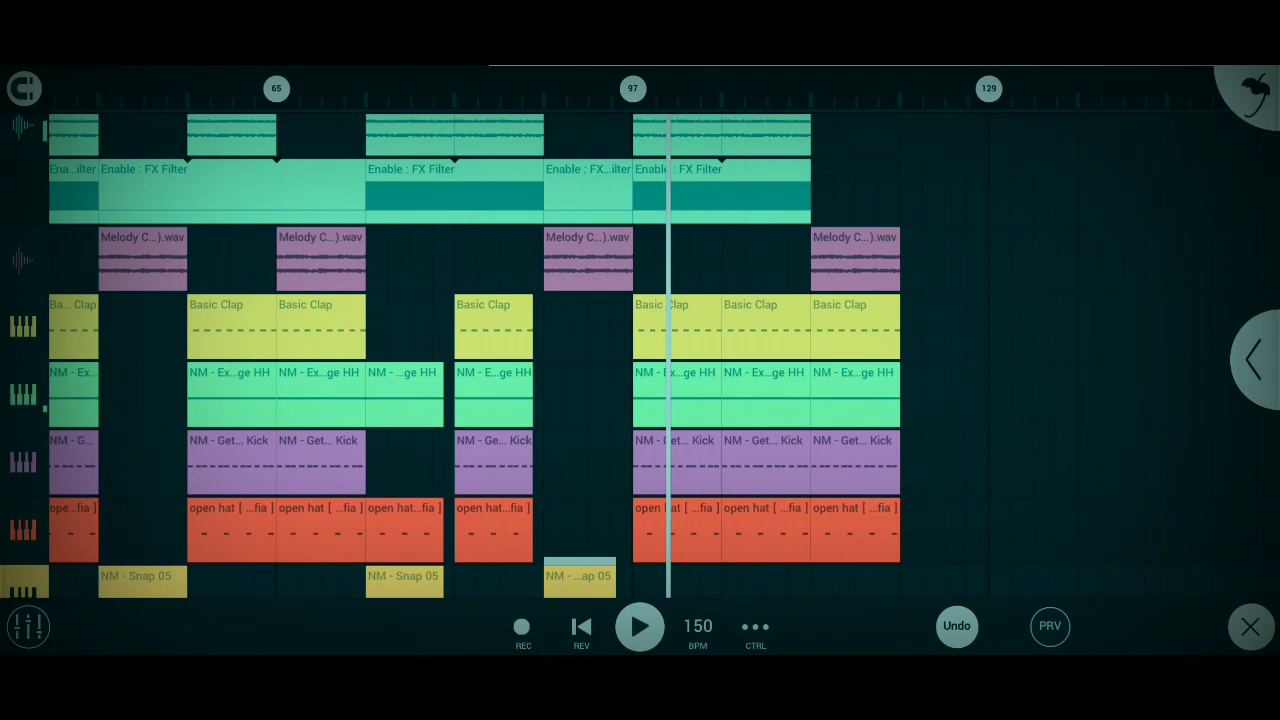 65 97 129
Ena...ilter Enable : FX Filter Enable : FX Filter Enable : FX...ilter Enable : FX Filter
Melody C...).wav Melody C...).wav Melody C...).wav Melody C...).wav
Ba... Clap Basic Clap Basic Clap Basic Clap Basic Clap Basic Clap Basic Clap
NM - Ex... NM - Ex...ge HH NM - Ex...ge HH NM - ...ge HH NM - E...ge HH NM - Ex...ge HH NM - Ex...ge HH NM - Ex...ge HH
NM - G... NM - Get... Kick NM - Get... Kick NM - Ge... Kick NM - Get... Kick NM - Get... Kick NM - Get... Kick
ope...fia ] open hat [ ...fia ] open hat [ ...fia ] open hat...fia ] open hat...fia ] open hat [ ...fia ] open hat [ ...fia ] open hat [ ...fia ]
NM - Snap 05 NM - Snap 05 NM - ...ap 05
150 Undo PRV
REC REV BPM CTRL